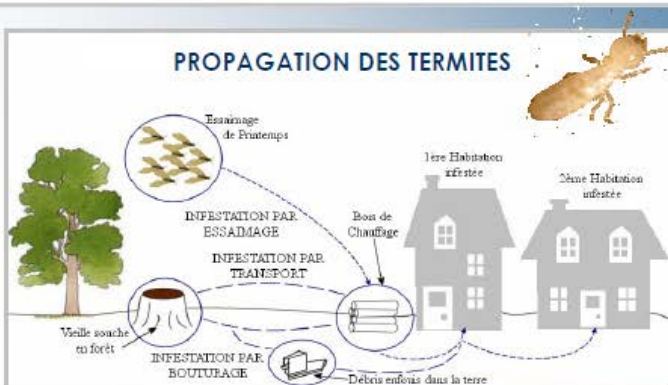 PROPAGATION DES TERMITES
Essaimage
de Printemps
1ère Habitation
infestée
2ème Habitation
infestée
INFESTATION PAR
ESSAIMAGE
Bois de
Chauffage
INFESTATION PAR
TRANSPORT
Vieille souche
en forêt
INFESTATION PAR
BOUTURAGE
Débris enfouis dans la terre